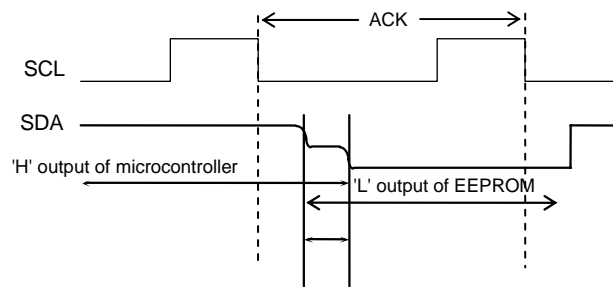 ACK
SCL
SDA
'H' output of microcontroller
'L' output of EEPROM